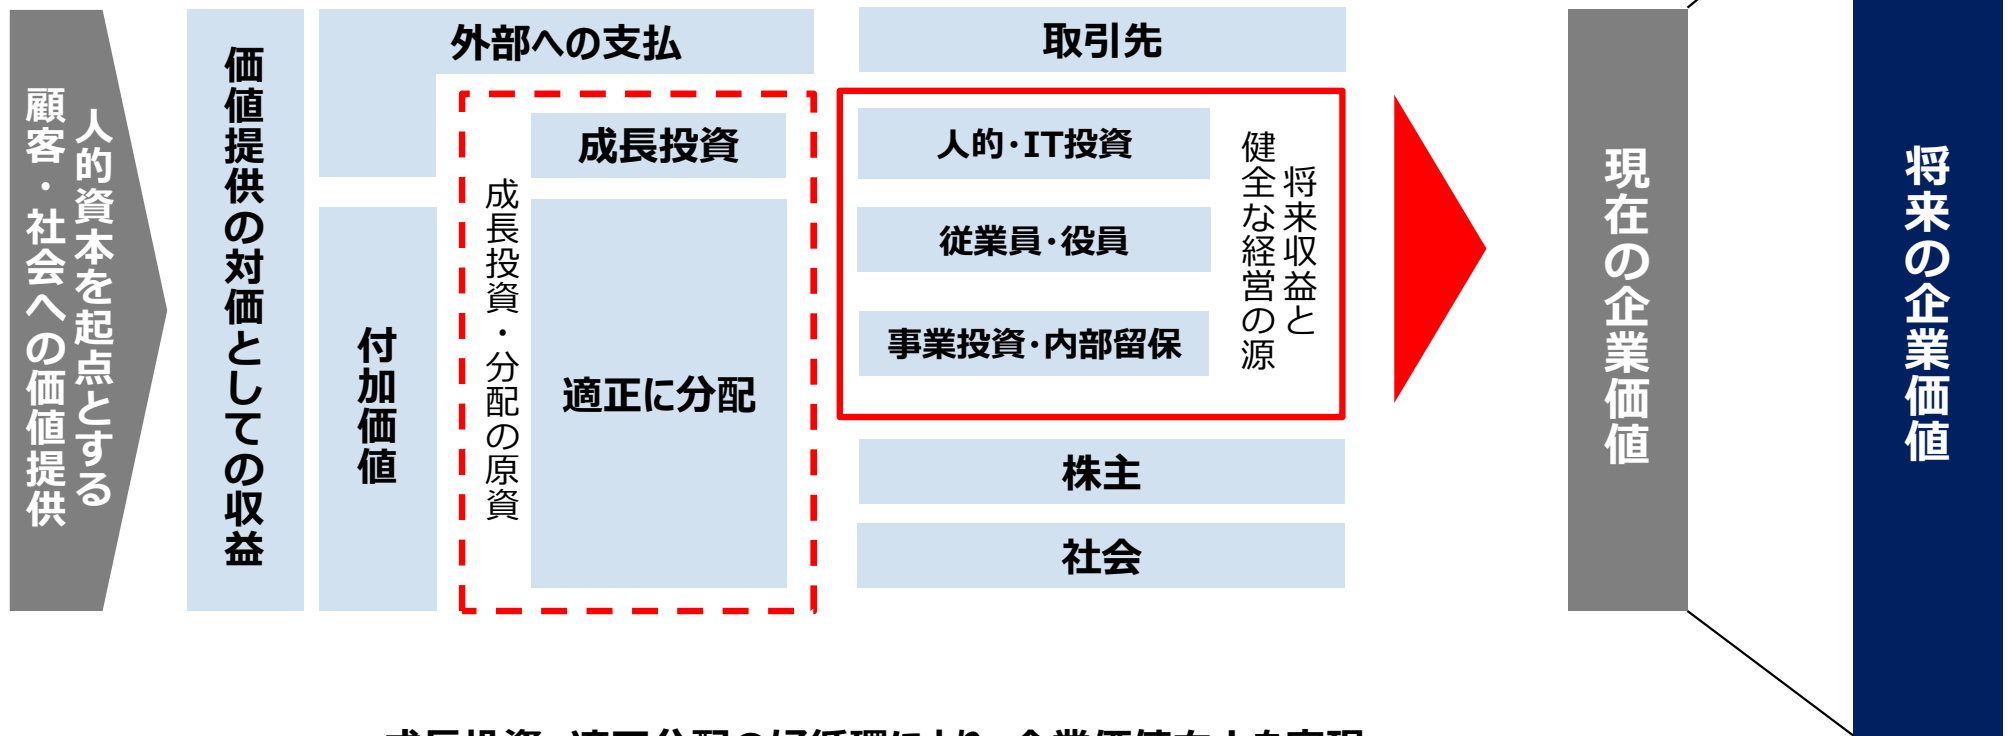 顧客・社会への価値提供
人的資本を起点とする
価値提供の対価としての収益
外部への支払
付加価値
成長投資・分配の原資
成長投資
適正に分配
取引先
人的・IT投資
従業員・役員
事業投資・内部留保
将来収益と
健全な経営の源
株主
社会
現在の企業価値
将来の企業価値